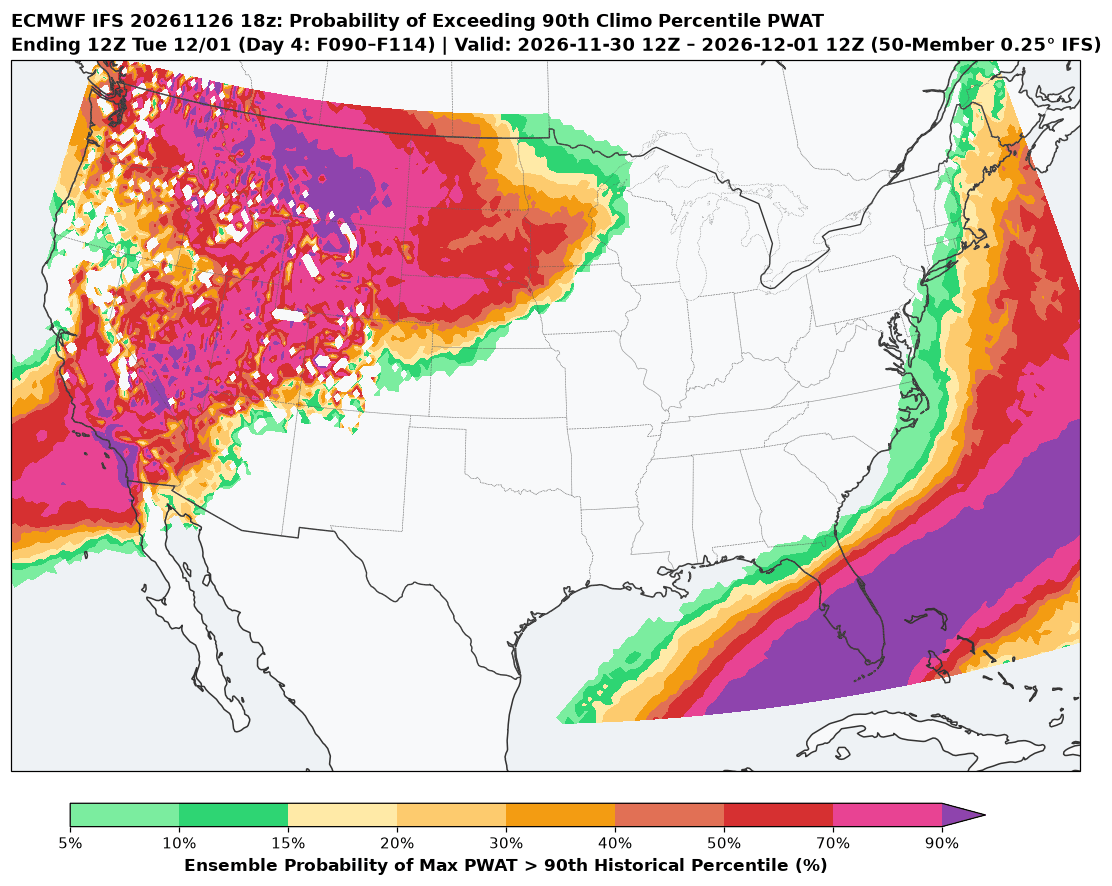 ECMWF IFS 20261126 18z: Probability of Exceeding 90th Climo Percentile PWAT
Ending 12Z Tue 12/01 (Day 4: F090–F114) | Valid: 2026-11-30 12Z – 2026-12-01 12Z (50-Member 0.25° IFS)
5% 10% 15% 20% 30% 40% 50% 70% 90%
Ensemble Probability of Max PWAT > 90th Historical Percentile (%)